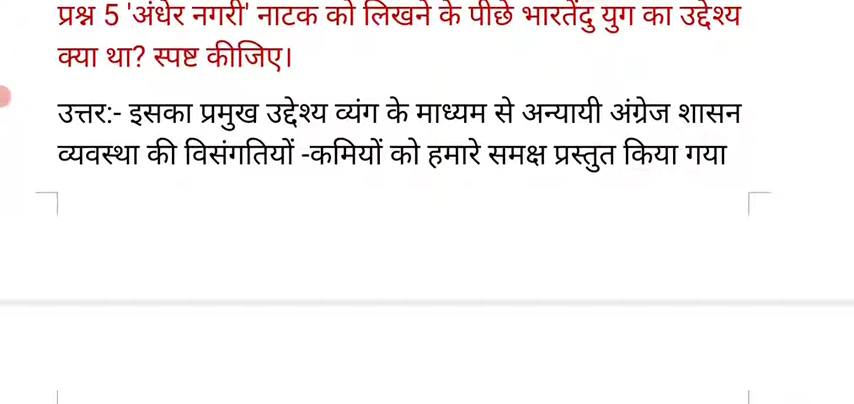 प्रश्न 5 'अंधेर नगरी' नाटक को लिखने के पीछे भारतेंदु युग का उद्देश्य
क्या था? स्पष्ट कीजिए।
उत्तर:- इसका प्रमुख उद्देश्य व्यंग के माध्यम से अन्यायी अंग्रेज शासन
व्यवस्था की विसंगतियों -कमियों को हमारे समक्ष प्रस्तुत किया गया